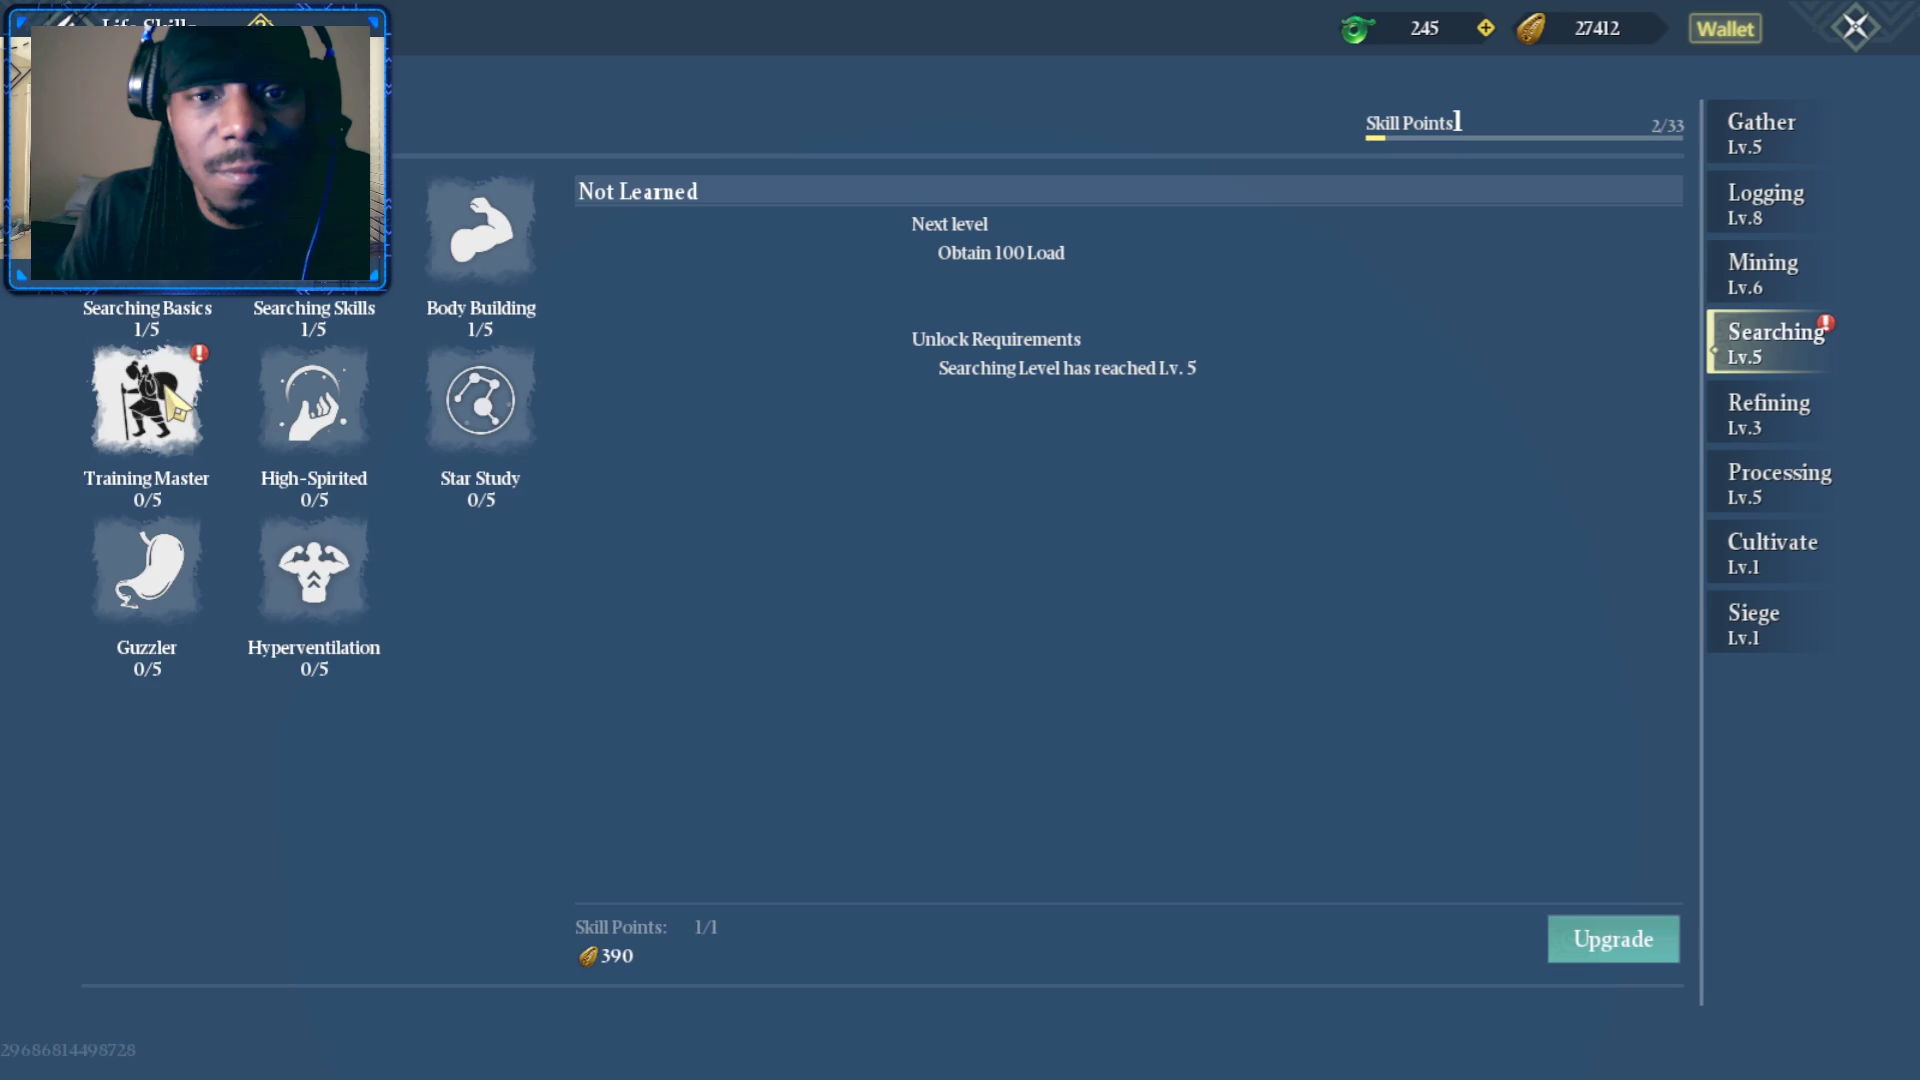 Life Skills
245
27412
Wallet
Skill Points 1
2/33
Not Learned
Next level
Obtain 100 Load
Unlock Requirements
Searching Level has reached Lv. 5
Searching Basics
1/5
Searching Skills
1/5
Body Building
1/5
Training Master
0/5
High-Spirited
0/5
Star Study
0/5
Guzzler
0/5
Hyperventilation
0/5
Skill Points: 1/1
390
Upgrade
Gather
Lv.5
Logging
Lv.8
Mining
Lv.6
Searching
Lv.5
Refining
Lv.3
Processing
Lv.5
Cultivate
Lv.1
Siege
Lv.1
29686814498728